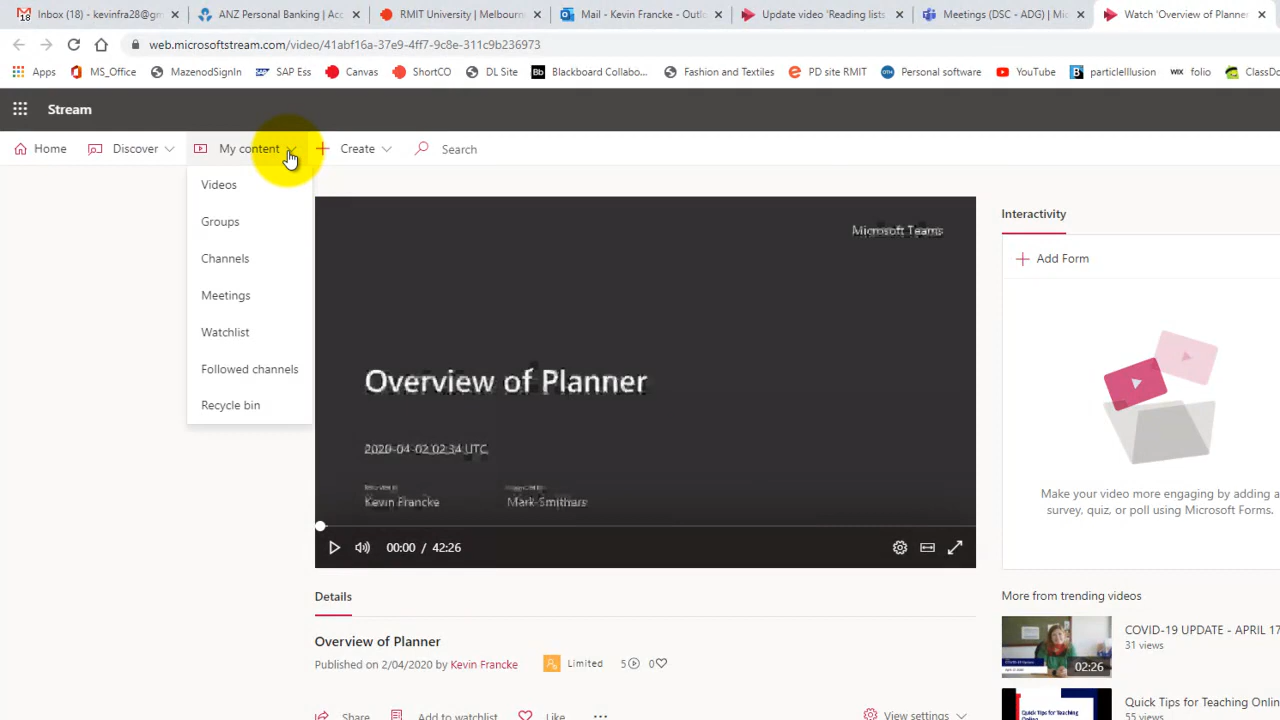 Inbox (18) - kevinfra28@gmail.c
ANZ Personal Banking | Acc
RMIT University | Melbourn
Mail - Kevin Francke - Outlo
Update video 'Reading lists
Meetings (DSC - ADG) | Mic
Watch 'Overview of Planner
web.microsoftstream.com/video/41abf16a-37e9-4ff7-9c8e-311c9b236973
Apps MS_Office MazenodSignIn SAP Ess Canvas ShortCO DL Site Blackboard Collabo... Fashion and Textiles PD site RMIT Personal software YouTube particleIllusion folio ClassDo
Stream
Home Discover My content Create Search
Videos
Groups
Channels
Meetings
Watchlist
Followed channels
Recycle bin
Microsoft Teams
Overview of Planner
2020-04-02 02:34 UTC
Kevin Francke Mark Smithers
00:00 / 42:26
Interactivity
Add Form
Make your video more engaging by adding a
survey, quiz, or poll using Microsoft Forms.
Details
Overview of Planner
Published on 2/04/2020 by Kevin Francke Limited 5 0
Share Add to watchlist Like ... View settings
More from trending videos
COVID-19 UPDATE - APRIL 17
31 views
02:26
Quick Tips for Teaching Onlin
55 views